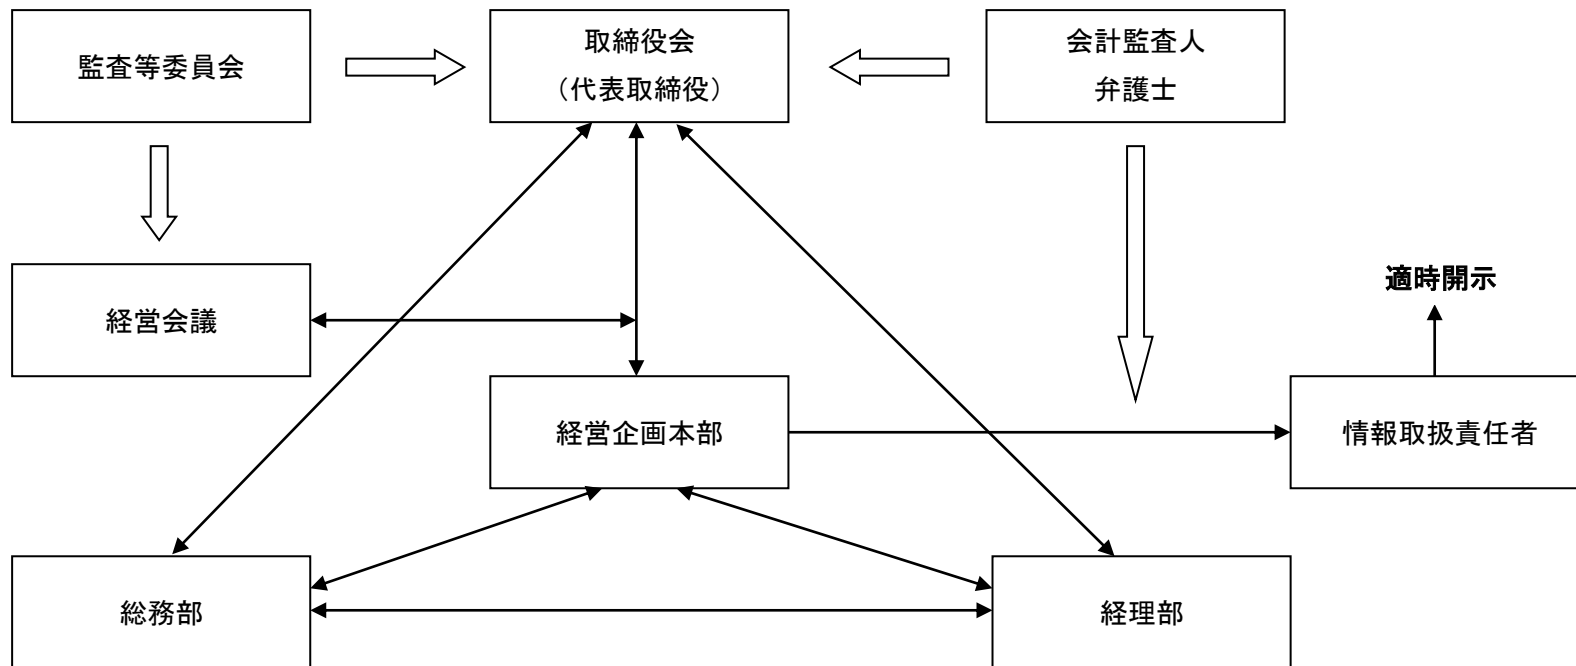 監査等委員会
取締役会
（代表取締役）
会計監査人
弁護士
経営会議
適時開示
経営企画本部
情報取扱責任者
総務部
経理部